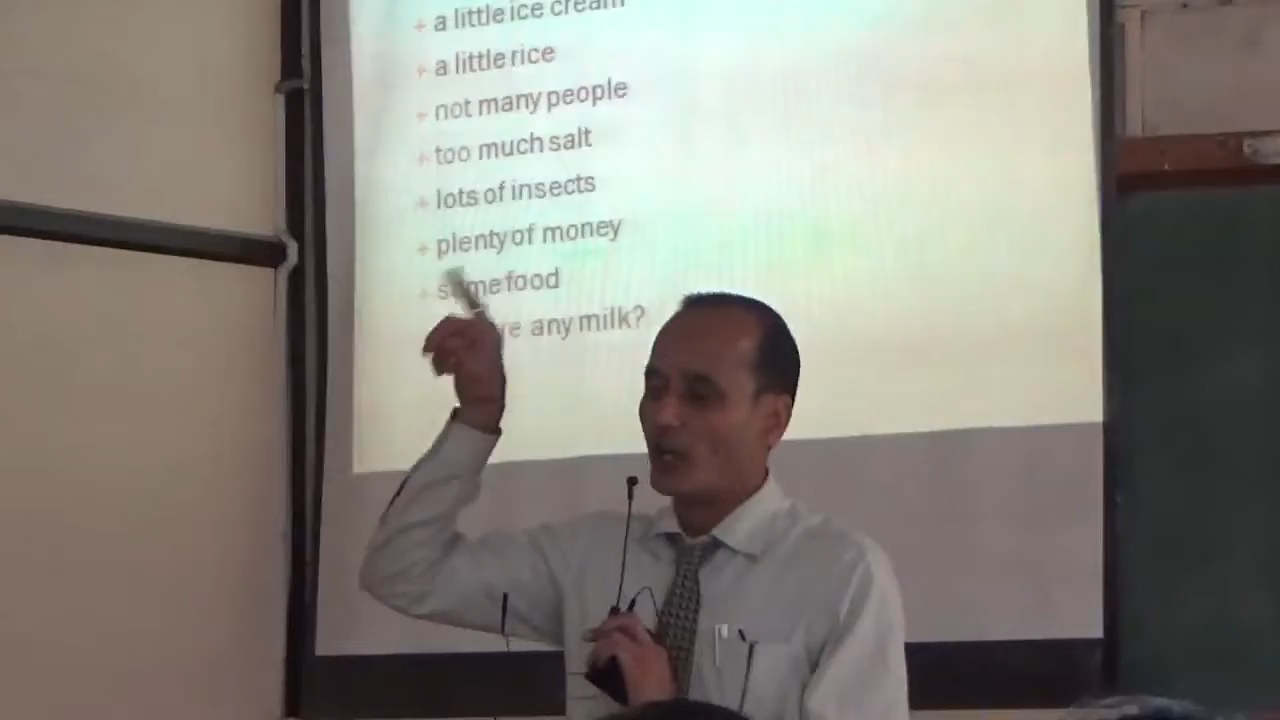 + a little ice cream
+ a little rice
+ not many people
+ too much salt
+ lots of insects
+ plenty of money
+ some food
any milk?